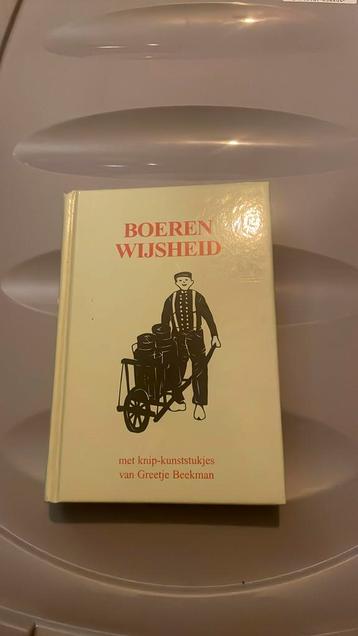 BOEREN
WIJSHEID
met knip-kunststukjes
van Greetje Beekman